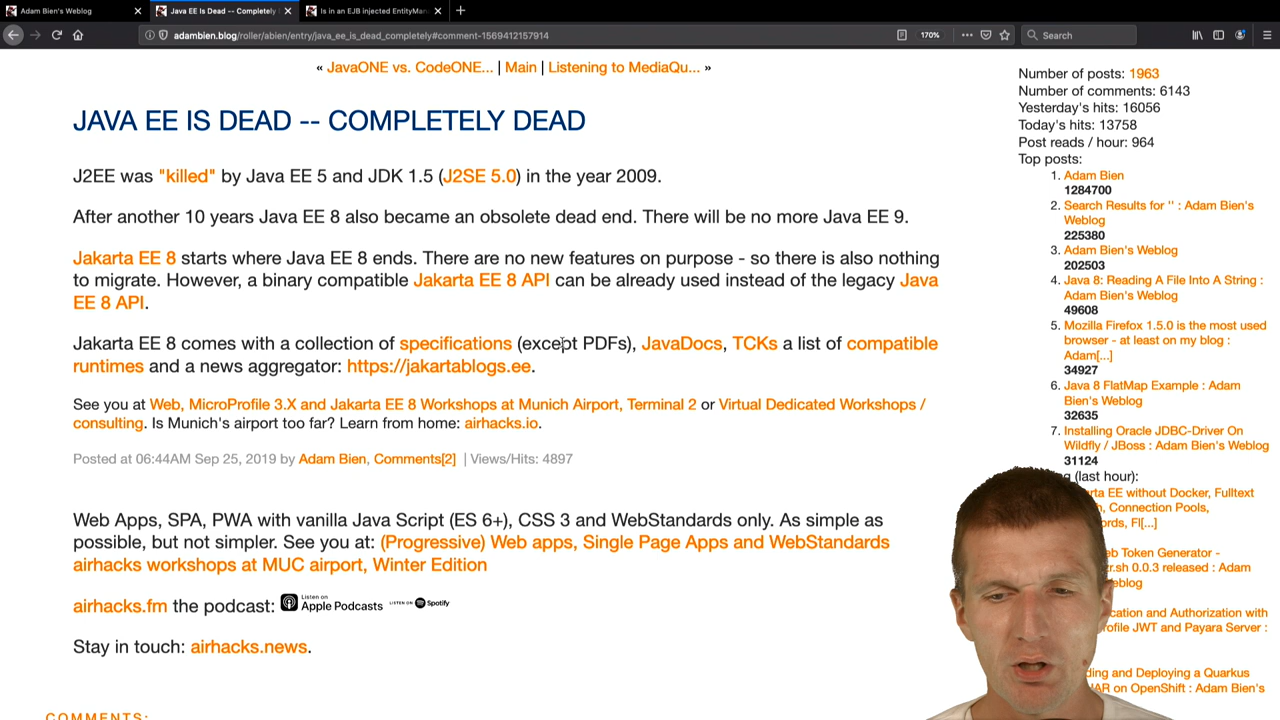 Adam Bien's Weblog
Java EE Is Dead -- Completely
Is in an EJB injected EntityMan
adambien.blog/roller/abien/entry/java_ee_is_dead_completely#comment-1569412157914
170%
Search
« JavaONE vs. CodeONE... | Main | Listening to MediaQu... »
JAVA EE IS DEAD -- COMPLETELY DEAD
J2EE was "killed" by Java EE 5 and JDK 1.5 (J2SE 5.0) in the year 2009.
After another 10 years Java EE 8 also became an obsolete dead end. There will be no more Java EE 9.
Jakarta EE 8 starts where Java EE 8 ends. There are no new features on purpose - so there is also nothing
to migrate. However, a binary compatible Jakarta EE 8 API can be already used instead of the legacy Java
EE 8 API.
Jakarta EE 8 comes with a collection of specifications (except PDFs), JavaDocs, TCKs a list of compatible
runtimes and a news aggregator: https://jakartablogs.ee.
See you at Web, MicroProfile 3.X and Jakarta EE 8 Workshops at Munich Airport, Terminal 2 or Virtual Dedicated Workshops /
consulting. Is Munich's airport too far? Learn from home: airhacks.io.
Posted at 06:44AM Sep 25, 2019 by Adam Bien, Comments[2] | Views/Hits: 4897
Web Apps, SPA, PWA with vanilla Java Script (ES 6+), CSS 3 and WebStandards only. As simple as
possible, but not simpler. See you at: (Progressive) Web apps, Single Page Apps and WebStandards
airhacks workshops at MUC airport, Winter Edition
airhacks.fm the podcast: Listen on Apple Podcasts LISTEN ON Spotify
Stay in touch: airhacks.news.
COMMENTS:
Number of posts: 1963
Number of comments: 6143
Yesterday's hits: 16056
Today's hits: 13758
Post reads / hour: 964
Top posts:
1. Adam Bien
1284700
2. Search Results for '' : Adam Bien's
Weblog
225380
3. Adam Bien's Weblog
202503
4. Java 8: Reading A File Into A String :
Adam Bien's Weblog
49608
5. Mozilla Firefox 1.5.0 is the most used
browser - at least on my blog :
Adam[...]
34927
6. Java 8 FlatMap Example : Adam
Bien's Weblog
32635
7. Installing Oracle JDBC-Driver On
Wildfly / JBoss : Adam Bien's Weblog
31124
(last hour):
EE without Docker, Fulltext
Connection Pools,
Fl[...]
Token Generator -
0.0.3 released : Adam
and Authorization with
JWT and Payara Server :
and Deploying a Quarkus
on OpenShift : Adam Bien's